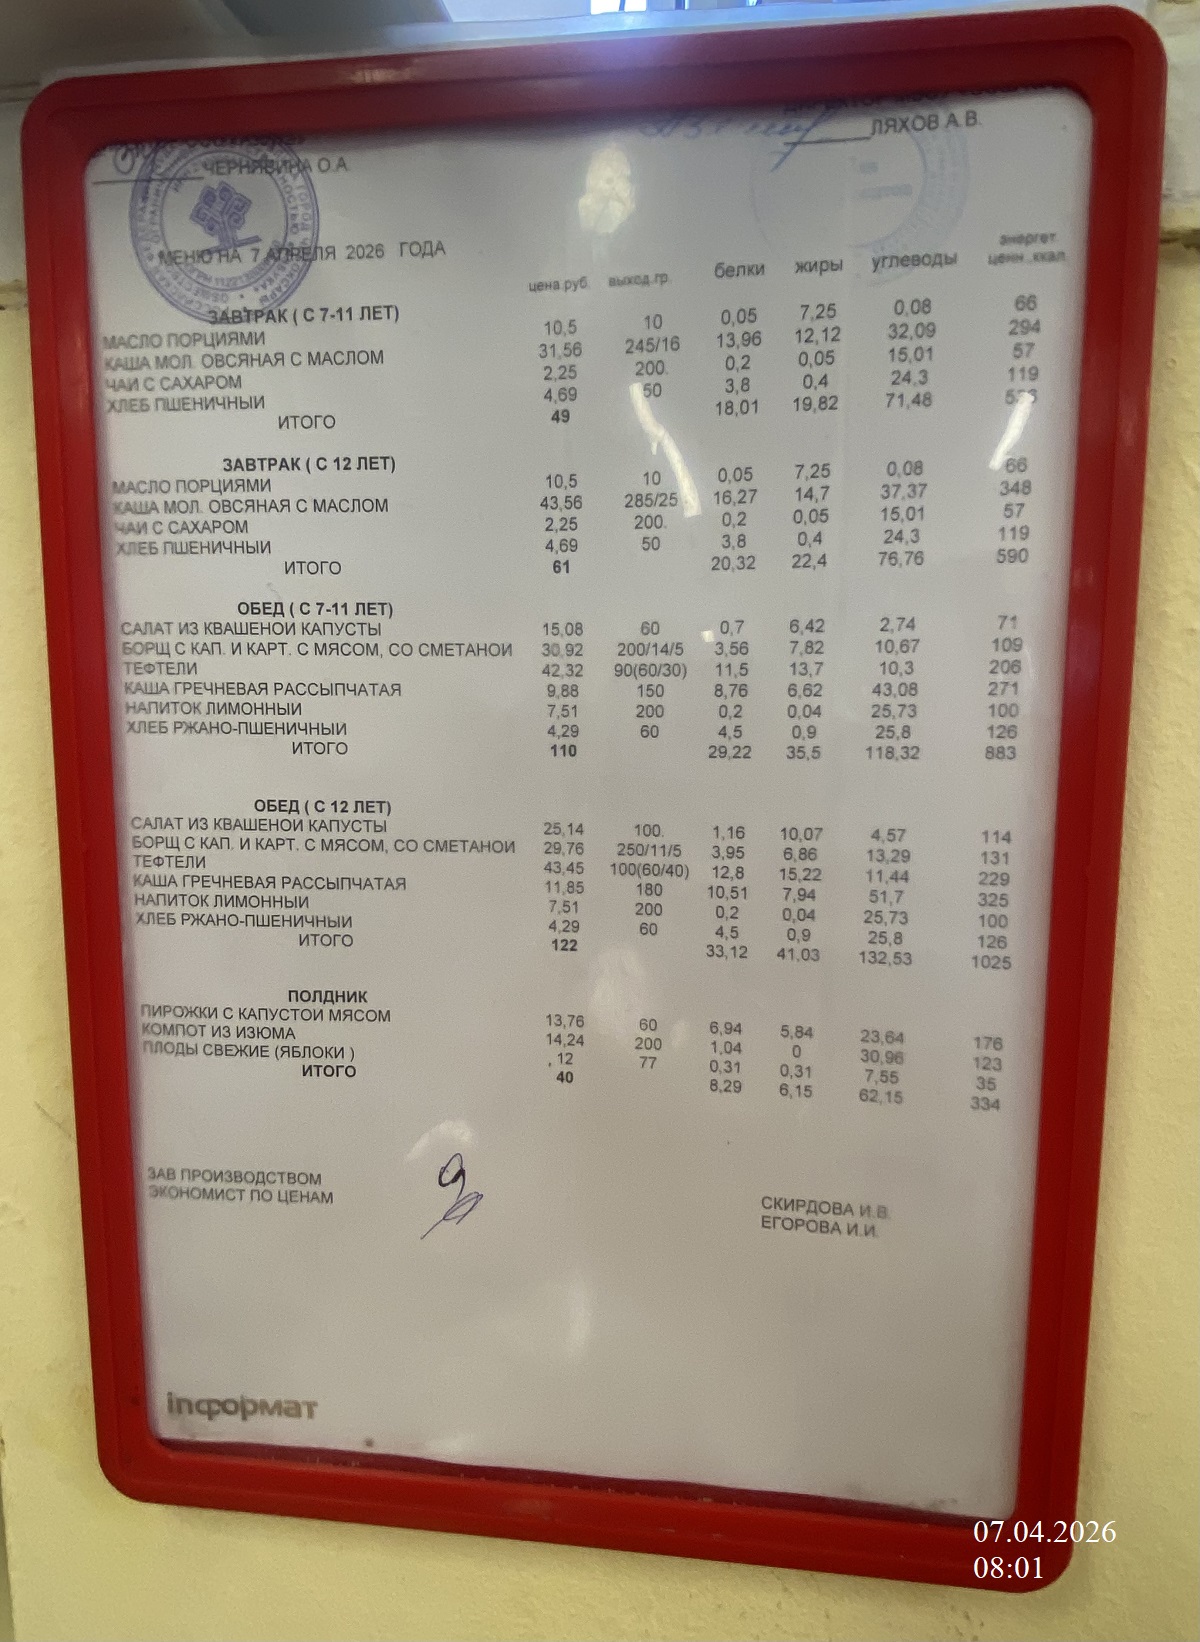 ЛЯХОВ А.В.
ЧЕРНЯВИНА О.А.
МЕНЮ НА 7 АПРЕЛЯ 2026 ГОДА
цена.руб. выход.гр. белки жиры углеводы энергет. ценн.,ккал.
ЗАВТРАК ( С 7-11 ЛЕТ)
МАСЛО ПОРЦИЯМИ 10,5 10 0,05 7,25 0,08 66
КАША МОЛ. ОВСЯНАЯ С МАСЛОМ 31,56 245/16 13,96 12,12 32,09 294
ЧАЙ С САХАРОМ 2,25 200. 0,2 0,05 15,01 57
ХЛЕБ ПШЕНИЧНЫЙ 4,69 50 3,8 0,4 24,3 119
ИТОГО 49 18,01 19,82 71,48
ЗАВТРАК ( С 12 ЛЕТ)
МАСЛО ПОРЦИЯМИ 10,5 10 0,05 7,25 0,08 66
КАША МОЛ. ОВСЯНАЯ С МАСЛОМ 43,56 285/25 16,27 14,7 37,37 348
ЧАЙ С САХАРОМ 2,25 200. 0,2 0,05 15,01 57
ХЛЕБ ПШЕНИЧНЫЙ 4,69 50 3,8 0,4 24,3 119
ИТОГО 61 20,32 22,4 76,76 590
ОБЕД ( С 7-11 ЛЕТ)
САЛАТ ИЗ КВАШЕНОЙ КАПУСТЫ 15,08 60 0,7 6,42 2,74 71
БОРЩ С КАП. И КАРТ. С МЯСОМ, СО СМЕТАНОЙ 30,92 200/14/5 3,56 7,82 10,67 109
ТЕФТЕЛИ 42,32 90(60/30) 11,5 13,7 10,3 206
КАША ГРЕЧНЕВАЯ РАССЫПЧАТАЯ 9,88 150 8,76 6,62 43,08 271
НАПИТОК ЛИМОННЫЙ 7,51 200 0,2 0,04 25,73 100
ХЛЕБ РЖАНО-ПШЕНИЧНЫЙ 4,29 60 4,5 0,9 25,8 126
ИТОГО 110 29,22 35,5 118,32 883
ОБЕД ( С 12 ЛЕТ)
САЛАТ ИЗ КВАШЕНОЙ КАПУСТЫ 25,14 100. 1,16 10,07 4,57 114
БОРЩ С КАП. И КАРТ. С МЯСОМ, СО СМЕТАНОЙ 29,76 250/11/5 3,95 6,86 13,29 131
ТЕФТЕЛИ 43,45 100(60/40) 12,8 15,22 11,44 229
КАША ГРЕЧНЕВАЯ РАССЫПЧАТАЯ 11,85 180 10,51 7,94 51,7 325
НАПИТОК ЛИМОННЫЙ 7,51 200 0,2 0,04 25,73 100
ХЛЕБ РЖАНО-ПШЕНИЧНЫЙ 4,29 60 4,5 0,9 25,8 126
ИТОГО 122 33,12 41,03 132,53 1025
ПОЛДНИК
ПИРОЖКИ С КАПУСТОЙ МЯСОМ 13,76 60 6,94 5,84 23,64 176
КОМПОТ ИЗ ИЗЮМА 14,24 200 1,04 0 30,96 123
ПЛОДЫ СВЕЖИЕ (ЯБЛОКИ ) 12 77 0,31 0,31 7,55 35
ИТОГО 40 8,29 6,15 62,15 334
ЗАВ ПРОИЗВОДСТВОМ СКИРДОВА И.В.
ЭКОНОМИСТ ПО ЦЕНАМ ЕГОРОВА И.И.
информат
07.04.2026
08:01